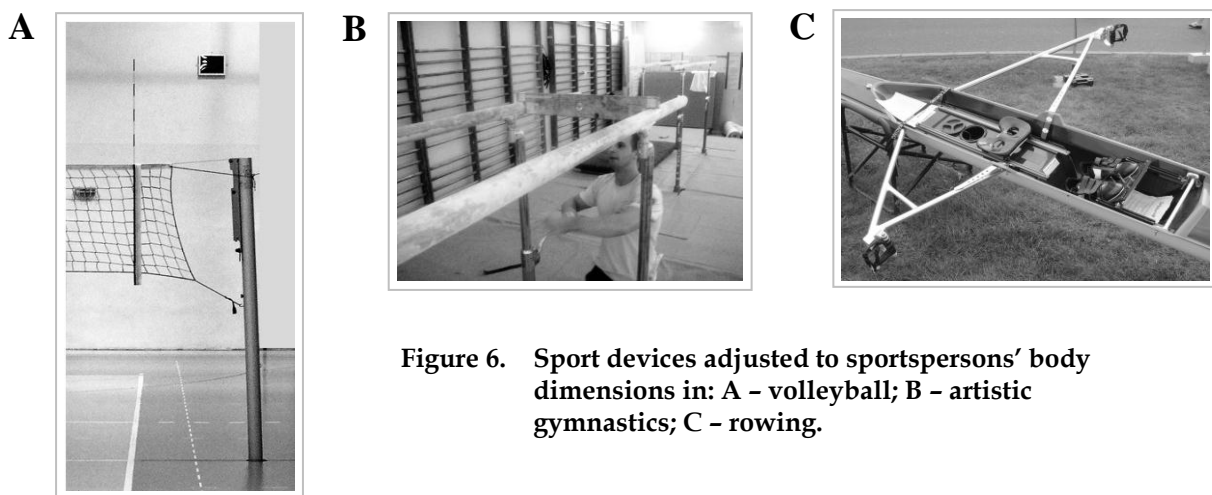 A
B
C
Figure 6. Sport devices adjusted to sportspersons’ body
dimensions in: A – volleyball; B – artistic
gymnastics; C – rowing.